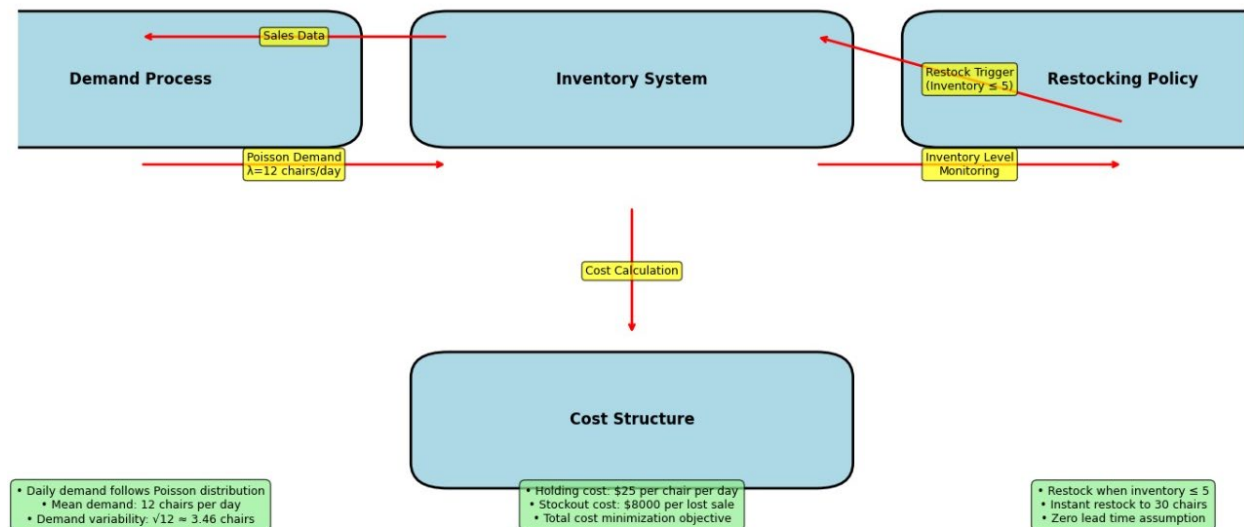 Sales Data
Demand Process
Inventory System
Restock Trigger
(Inventory ≤ 5)
Restocking Policy
Poisson Demand
λ=12 chairs/day
Inventory Level
Monitoring
Cost Calculation
Cost Structure
• Daily demand follows Poisson distribution
• Mean demand: 12 chairs per day
• Demand variability: √12 ≈ 3.46 chairs
• Holding cost: $25 per chair per day
• Stockout cost: $8000 per lost sale
• Total cost minimization objective
• Restock when inventory ≤ 5
• Instant restock to 30 chairs
• Zero lead time assumption